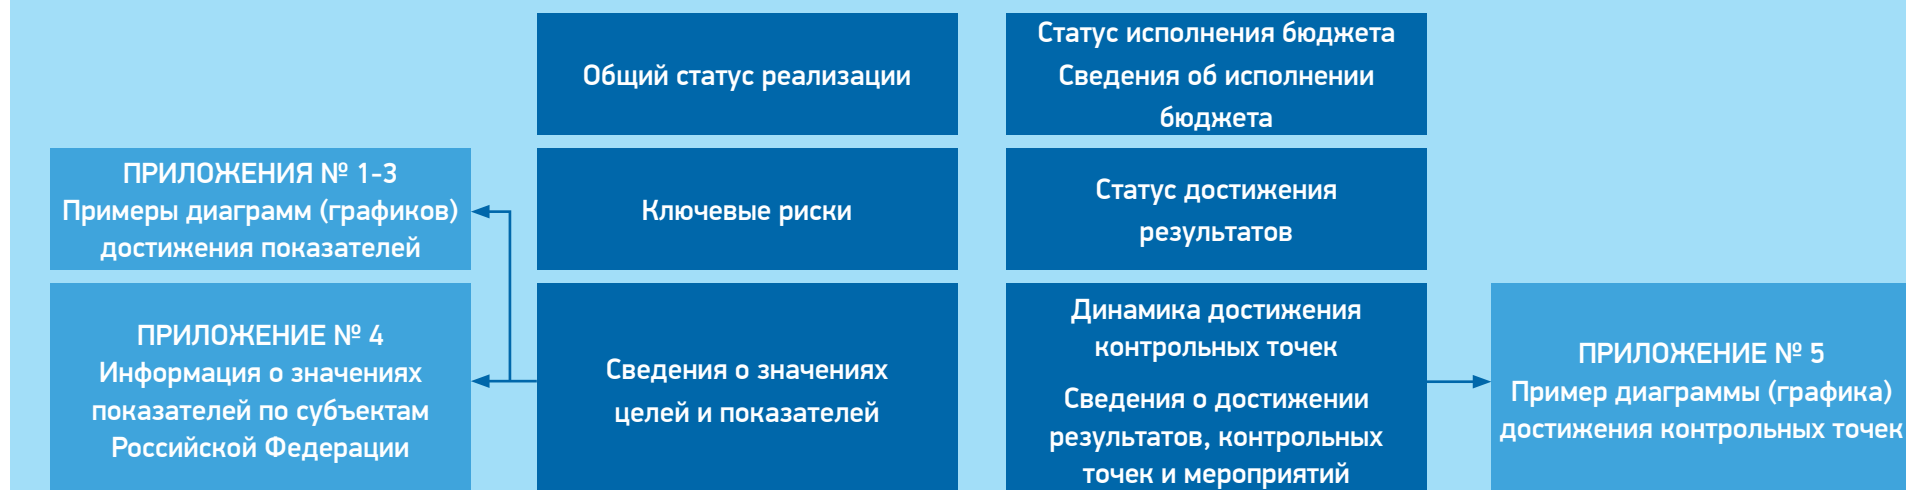 Общий статус реализации
Статус исполнения бюджета
Сведения об исполнении
бюджета
ПРИЛОЖЕНИЯ № 1-3
Примеры диаграмм (графиков)
достижения показателей
Ключевые риски
Статус достижения
результатов
ПРИЛОЖЕНИЕ № 4
Информация о значениях
показателей по субъектам
Российской Федерации
Сведения о значениях
целей и показателей
Динамика достижения
контрольных точек
Сведения о достижении
результатов, контрольных
точек и мероприятий
ПРИЛОЖЕНИЕ № 5
Пример диаграммы (графика)
достижения контрольных точек